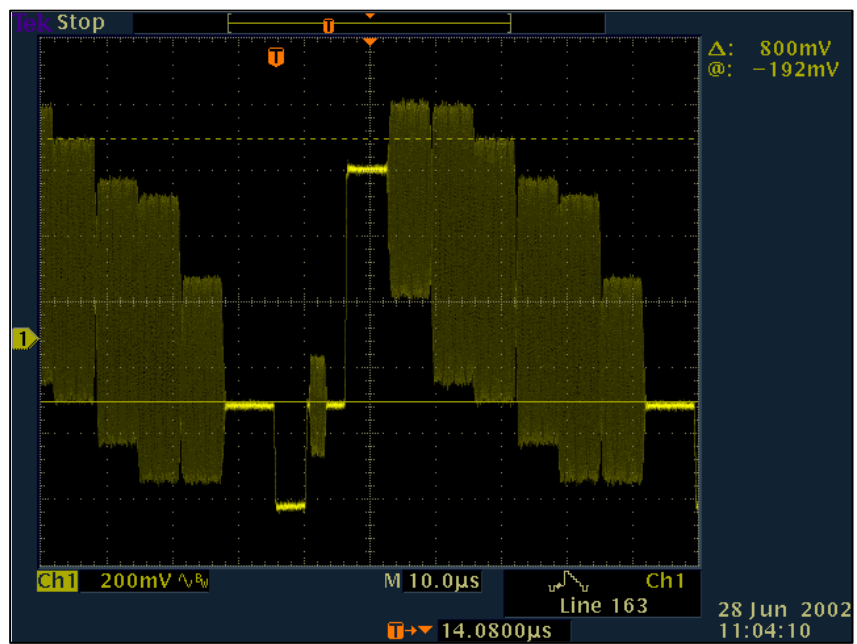 Tek Stop
T
T
Δ: 800mV
@: −192mV
1
Ch1 200mV ∿ BW M 10.0µs Ch1
Line 163
T→▼ 14.0800µs
28 Jun 2002
11:04:10